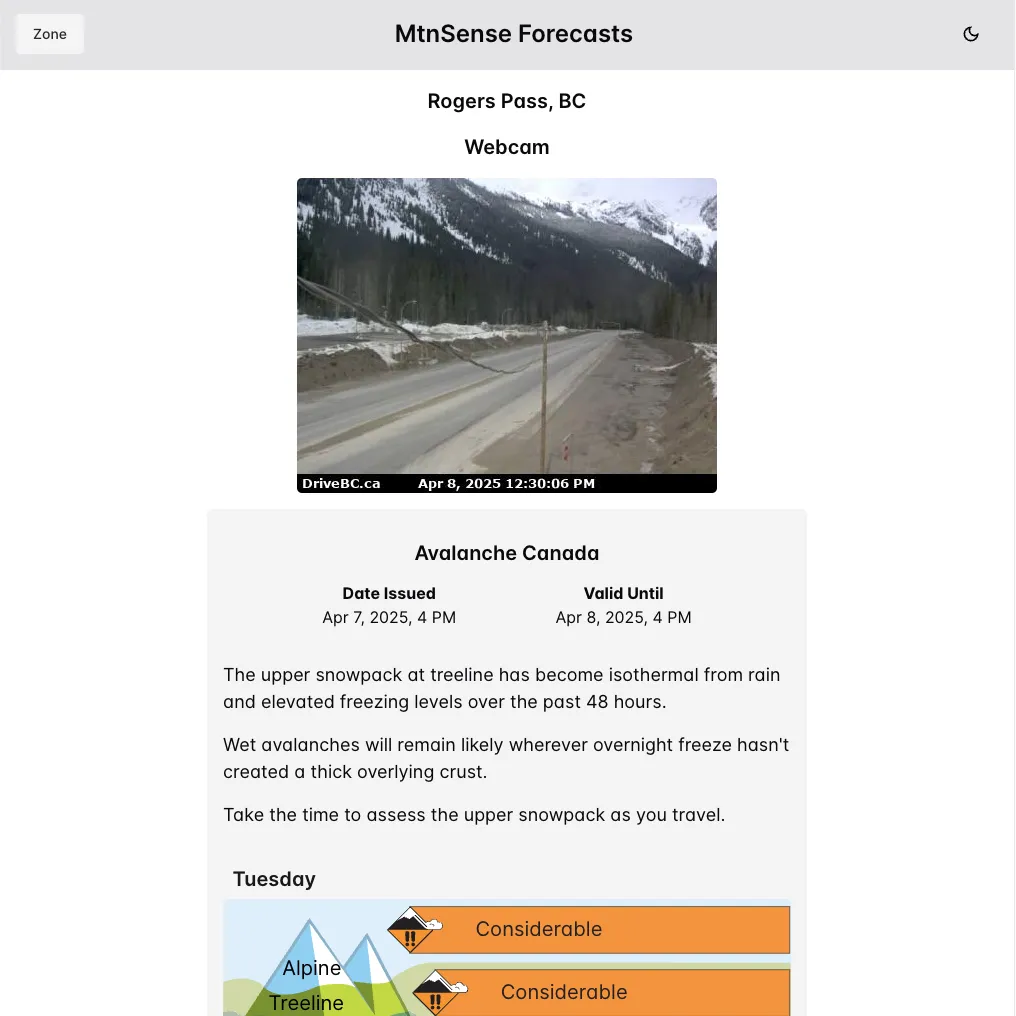 Zone
MtnSense Forecasts
Rogers Pass, BC
Webcam
DriveBC.ca Apr 8, 2025 12:30:06 PM
Avalanche Canada
Date Issued Valid Until
Apr 7, 2025, 4 PM Apr 8, 2025, 4 PM
The upper snowpack at treeline has become isothermal from rain
and elevated freezing levels over the past 48 hours.
Wet avalanches will remain likely wherever overnight freeze hasn't
created a thick overlying crust.
Take the time to assess the upper snowpack as you travel.
Tuesday
!! Considerable
Alpine
!! Considerable
Treeline